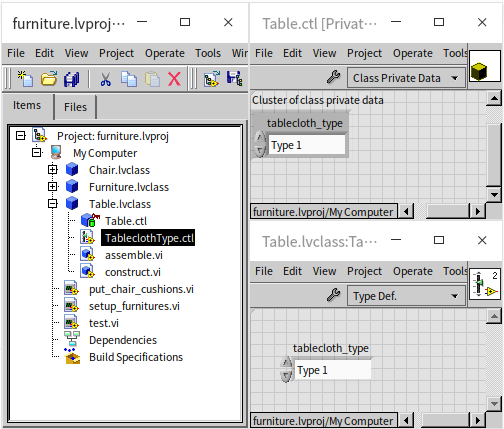 furniture.lvproj...
File Edit View Project Operate Tools Win
Items Files
Project: furniture.lvproj
My Computer
Chair.lvclass
Furniture.lvclass
Table.lvclass
Table.ctl
TableclothType.ctl
assemble.vi
construct.vi
put_chair_cushions.vi
setup_furnitures.vi
test.vi
Dependencies
Build Specifications
Table.ctl [Privat...
File Edit View Project Operate
Class Private Data
Cluster of class private data
tablecloth_type
Type 1
furniture.lvproj/My Computer
Table.lvclass:Ta...
File Edit View Project Operate Tools
Type Def.
2
tablecloth_type
Type 1
furniture.lvproj/My Computer